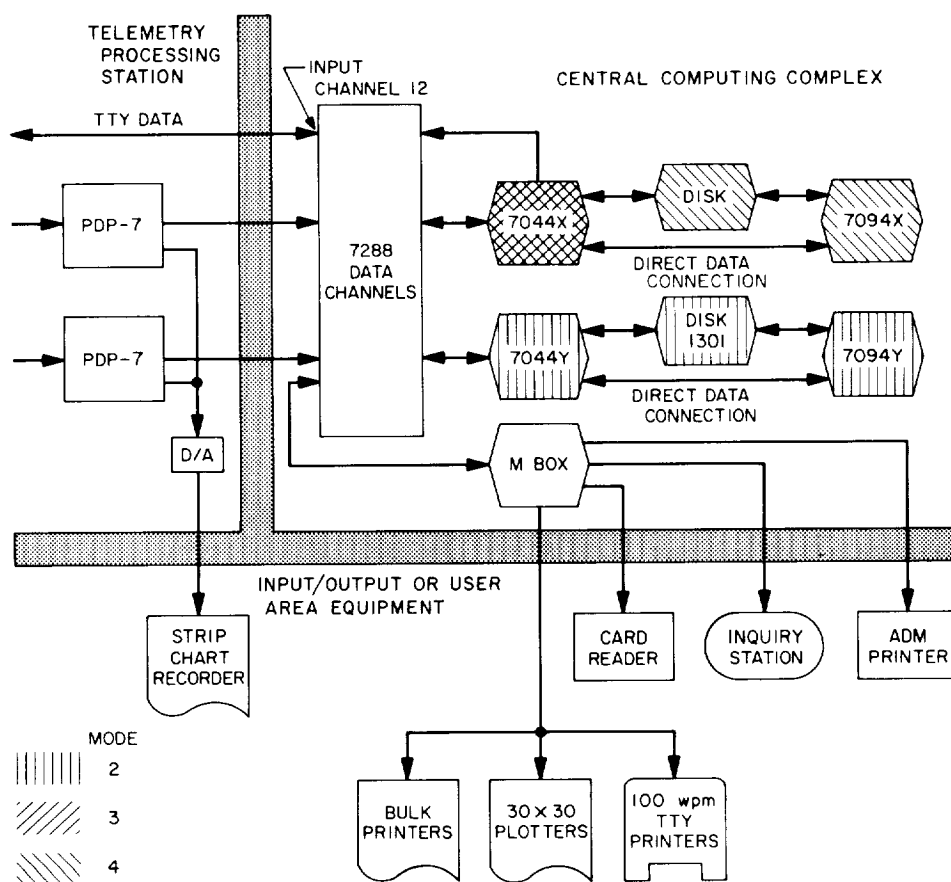 TELEMETRY
PROCESSING
STATION
INPUT
CHANNEL 12
CENTRAL COMPUTING COMPLEX
TTY DATA
PDP-7
7288
DATA
CHANNELS
7044X
DISK
7094X
DIRECT DATA
CONNECTION
PDP-7
7044Y
DISK
1301
7094Y
DIRECT DATA
CONNECTION
D/A
M BOX
INPUT/OUTPUT OR USER
AREA EQUIPMENT
STRIP
CHART
RECORDER
CARD
READER
INQUIRY
STATION
ADM
PRINTER
MODE
2
3
4
BULK
PRINTERS
30 X 30
PLOTTERS
100 wpm
TTY
PRINTERS